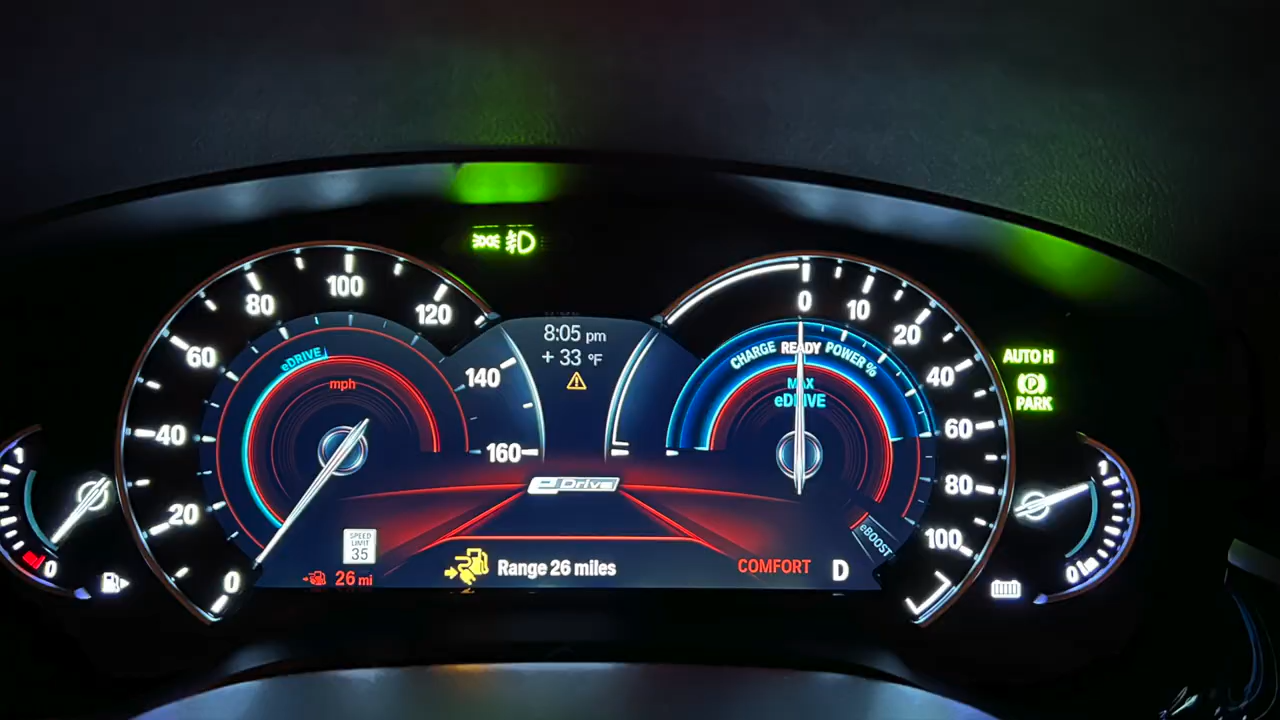 8:05 pm
+ 33 °F
0
20
40
60
80
100
120
140
160
eDRIVE
mph
SPEED
LIMIT
35
26 mi
eDrive
Range 26 miles
COMFORT
D
0
10
20
40
60
80
100
CHARGE READY POWER %
MAX
eDRIVE
eBOOST
AUTO H
P
PARK
1
0
1
0